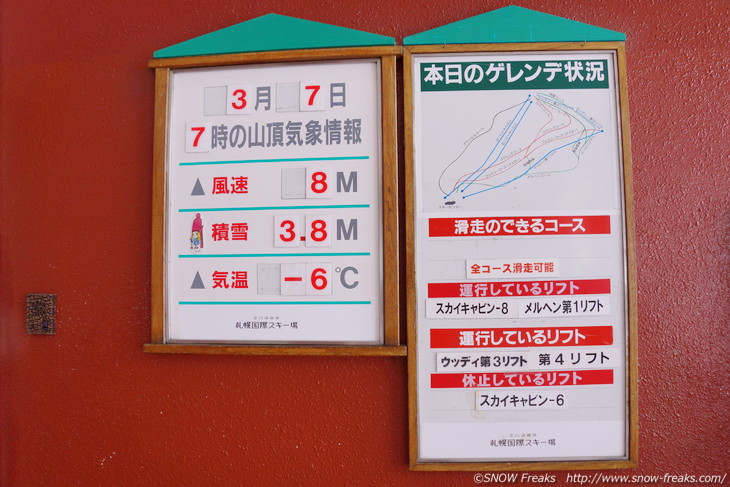 3月 7日
7時の山頂気象情報
▲風速 8M
積雪 3.8M
▲気温 -6℃
札幌国際スキー場
本日のゲレンデ状況
滑走のできるコース
全コース滑走可能
運行しているリフト
スカイキャビン-8 メルヘン第1リフト
運行しているリフト
ウッディ第3リフト 第4リフト
休止しているリフト
スカイキャビン-6
札幌国際スキー場
©SNOW Freaks http://www.snow-freaks.com/